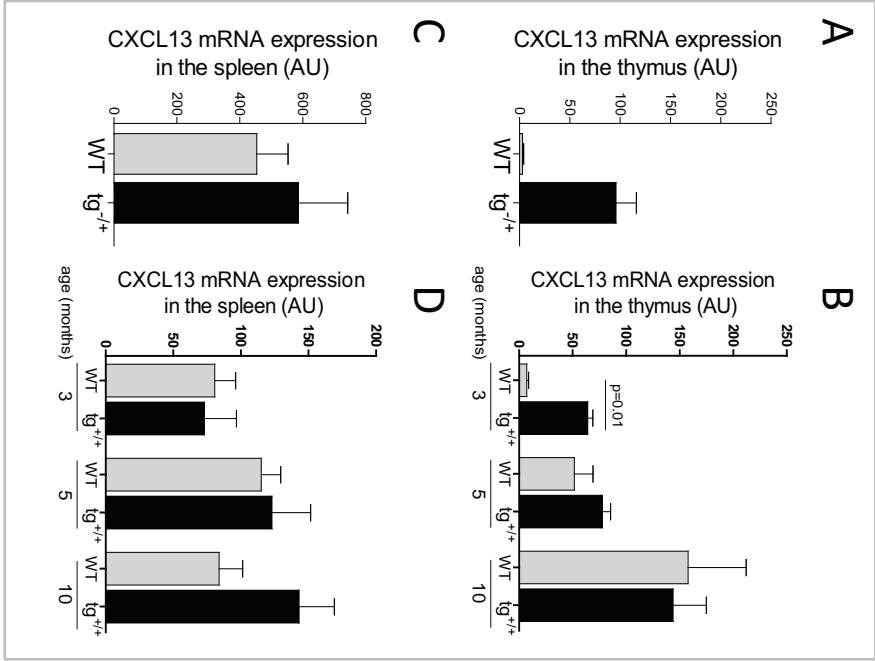 A
CXCL13 mRNA expression
in the thymus (AU)
250
200
150
100
50
0
WT
tg-/+
B
CXCL13 mRNA expression
in the thymus (AU)
250
200
150
100
50
0
p=0.01
WT tg+/+ WT tg+/+ WT tg+/+
age (months) 3 5 10
C
CXCL13 mRNA expression
in the spleen (AU)
800
600
400
200
0
WT
tg-/+
D
CXCL13 mRNA expression
in the spleen (AU)
200
150
100
50
0
WT tg+/+ WT tg+/+ WT tg+/+
age (months) 3 5 10